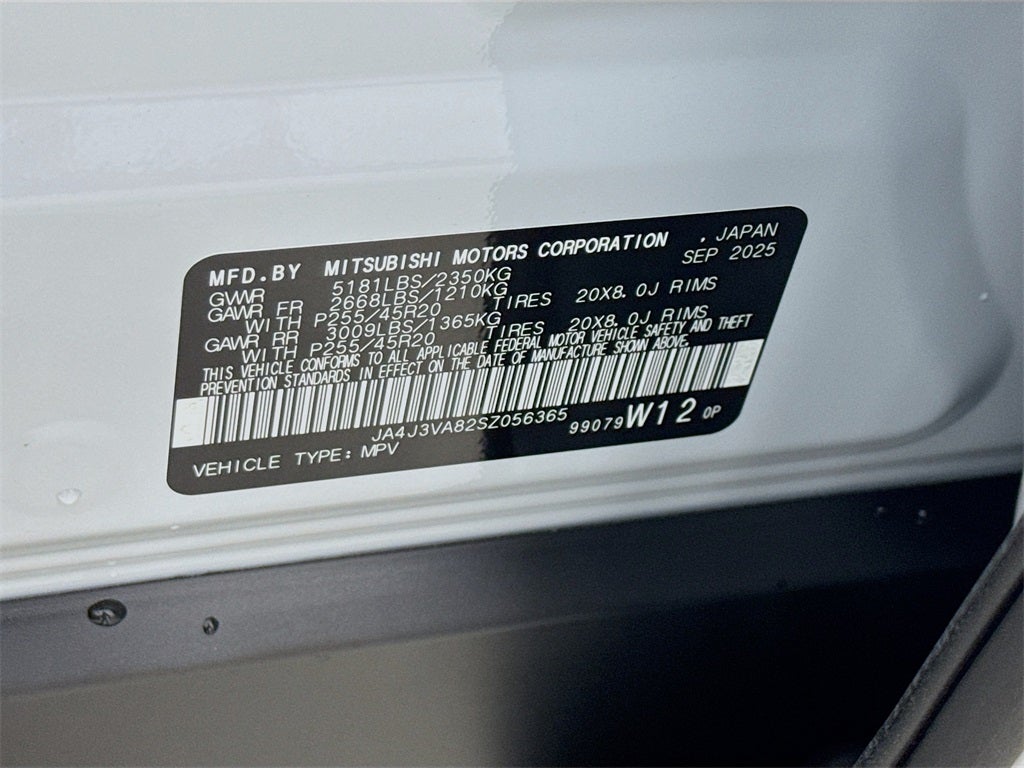 MFD.BY MITSUBISHI MOTORS CORPORATION , JAPAN
SEP 2025
GVWR 5181LBS/2350KG
GAWR FR 2668LBS/1210KG
WITH P255/45R20 TIRES 20X8.0J RIMS
GAWR RR 3009LBS/1365KG
WITH P255/45R20 TIRES 20X8.0J RIMS
THIS VEHICLE CONFORMS TO ALL APPLICABLE FEDERAL MOTOR VEHICLE SAFETY AND THEFT
PREVENTION STANDARDS IN EFFECT ON THE DATE OF MANUFACTURE SHOWN ABOVE.
JA4J3VA82SZ056365
99079 W12 0P
VEHICLE TYPE: MPV